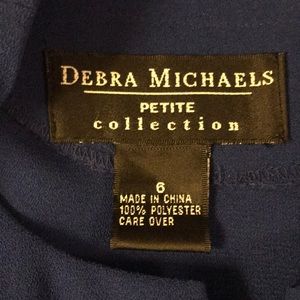 DEBRA MICHAELS
PETITE
collection
6
MADE IN CHINA
100% POLYESTER
CARE OVER